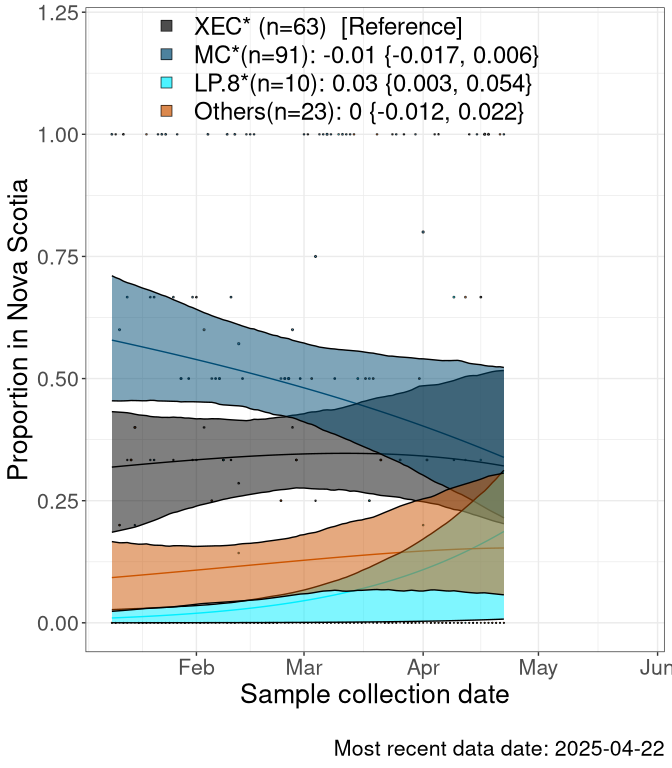 1.25
XEC* (n=63)  [Reference]
MC*(n=91): -0.01 {-0.017, 0.006}
LP.8*(n=10): 0.03 {0.003, 0.054}
Others(n=23): 0 {-0.012, 0.022}
1.00
0.75
0.50
0.25
0.00
Proportion in Nova Scotia
Feb Mar Apr May Jun
Sample collection date
Most recent data date: 2025-04-22